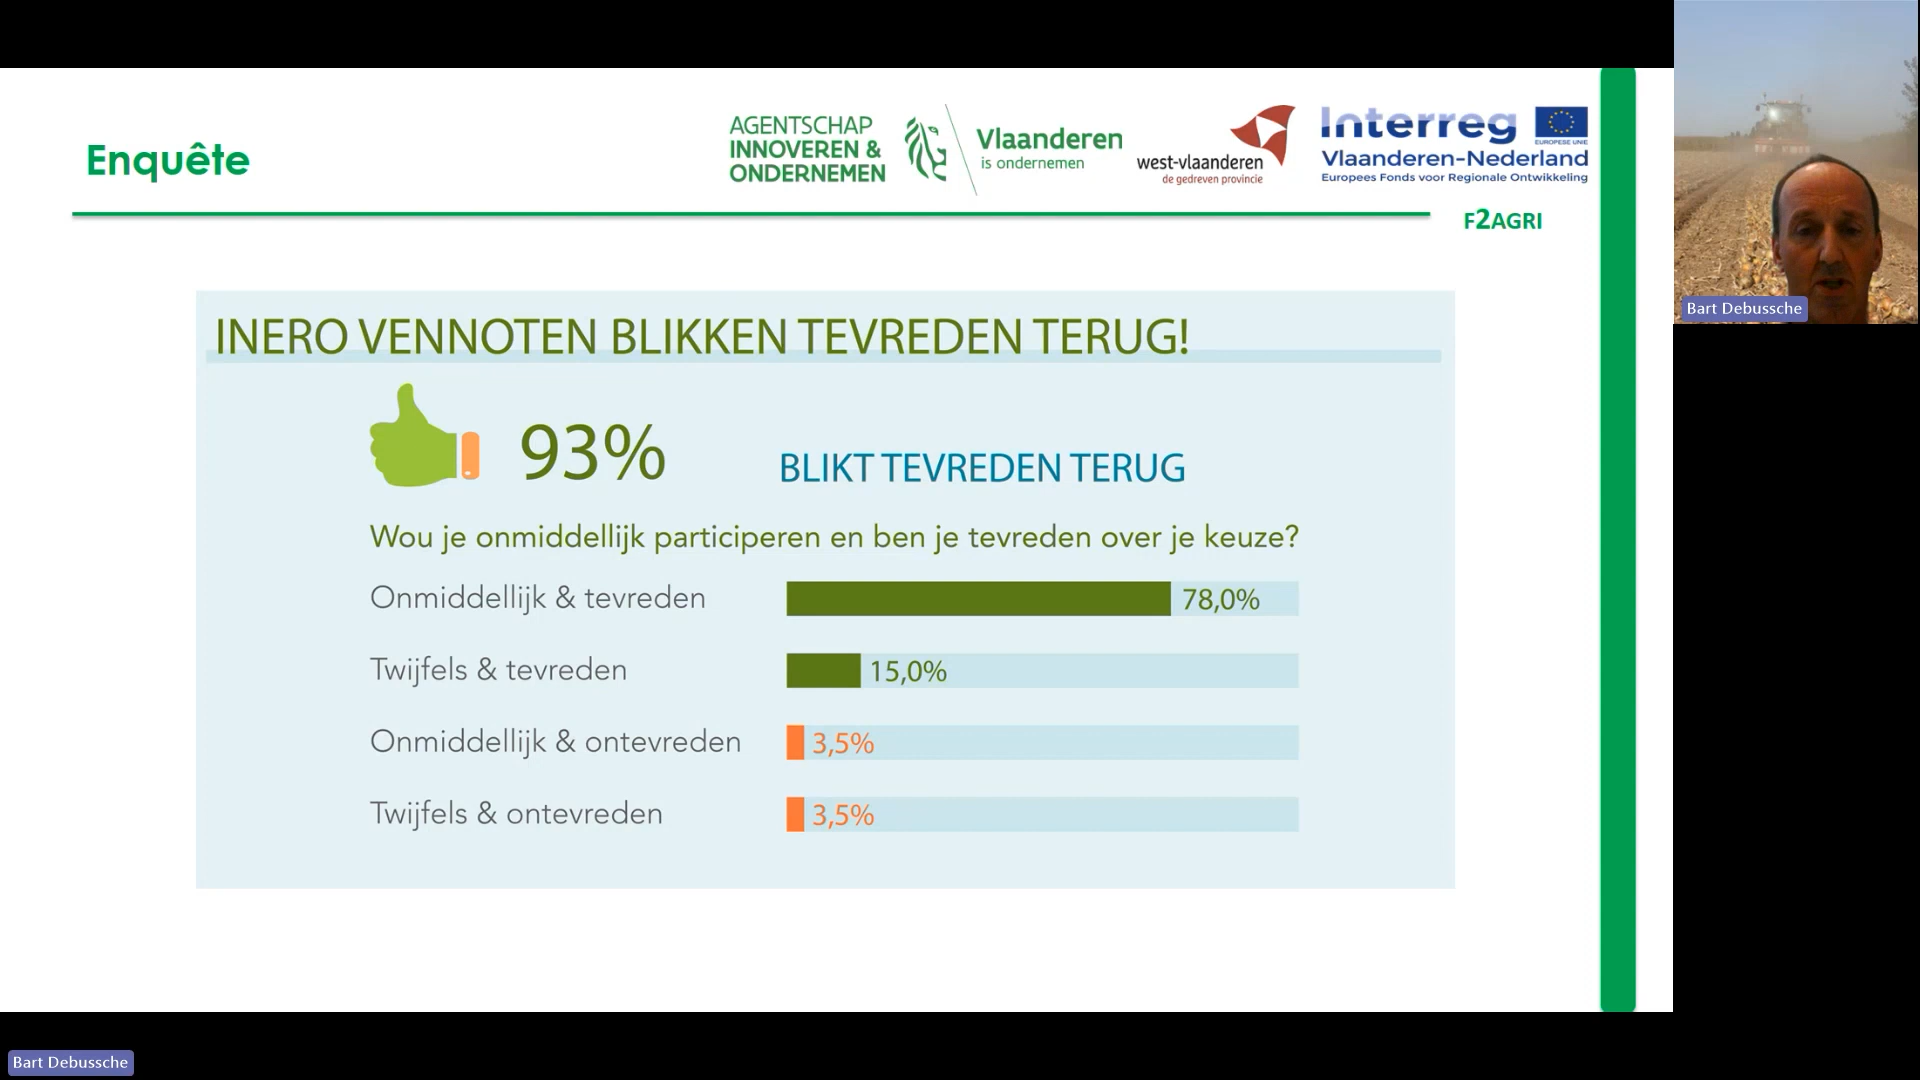 Enquête
AGENTSCHAP
INNOVEREN &
ONDERNEMEN
Vlaanderen
is ondernemen
west-vlaanderen
de gedreven provincie
Interreg
EUROPESE UNIE
Vlaanderen-Nederland
Europees Fonds voor Regionale Ontwikkeling
F2AGRI
INERO VENNOTEN BLIKKEN TEVREDEN TERUG!
93% BLIKT TEVREDEN TERUG
Wou je onmiddellijk participeren en ben je tevreden over je keuze?
Onmiddellijk & tevreden 78,0%
Twijfels & tevreden 15,0%
Onmiddellijk & ontevreden 3,5%
Twijfels & ontevreden 3,5%
Bart Debussche
Bart Debussche